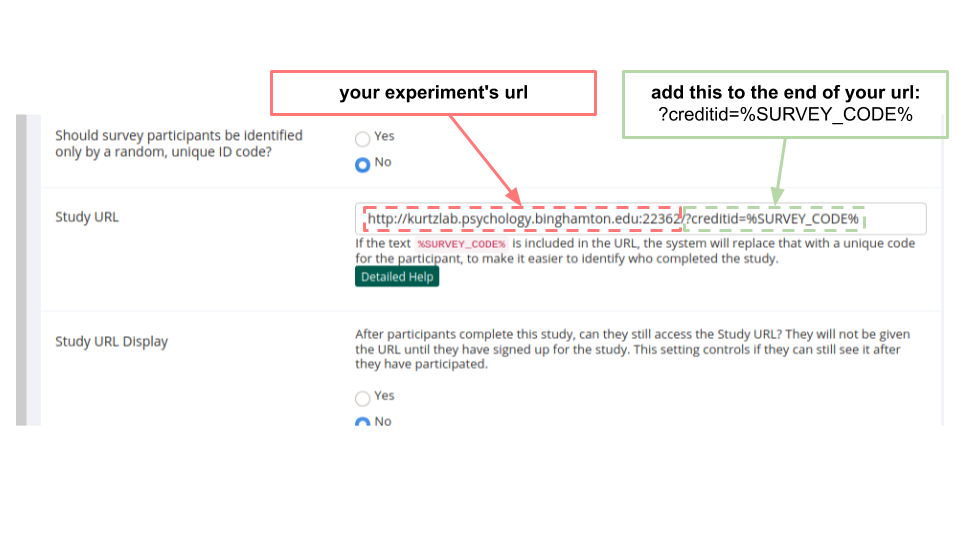 your experiment's url
add this to the end of your url:
?creditid=%SURVEY_CODE%
Should survey participants be identified
only by a random, unique ID code?
Yes
No
Study URL
http://kurtzlab.psychology.binghamton.edu:22362/?creditid=%SURVEY_CODE%
If the text %SURVEY_CODE% is included in the URL, the system will replace that with a unique code
for the participant, to make it easier to identify who completed the study.
Detailed Help
Study URL Display
After participants complete this study, can they still access the Study URL? They will not be given
the URL until they have signed up for the study. This setting controls if they can still see it after
they have participated.
Yes
No